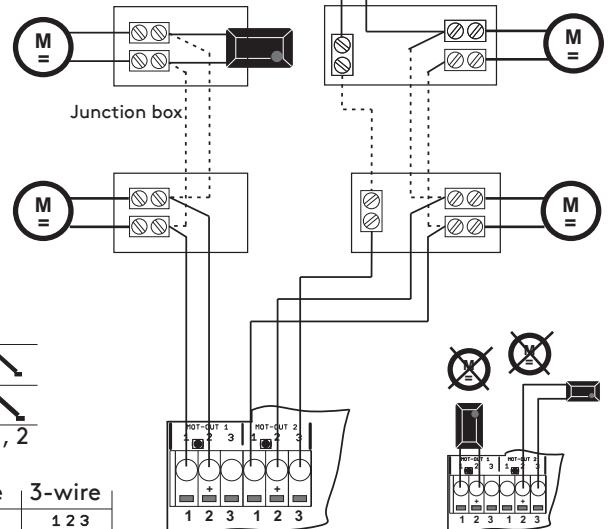 M
=
M
=
Junction box
M
=
M
=
M
=
M
=
, 2
MOT-OUT 1 MOT-OUT 2
1 2 3 1 2 3
+ +
1 2 3 1 2 3
MOT-OUT 1 MOT-OUT 2
1 2 3 1 2 3
+ +
1 2 3 1 2 3
e 3-wire
1 2 3